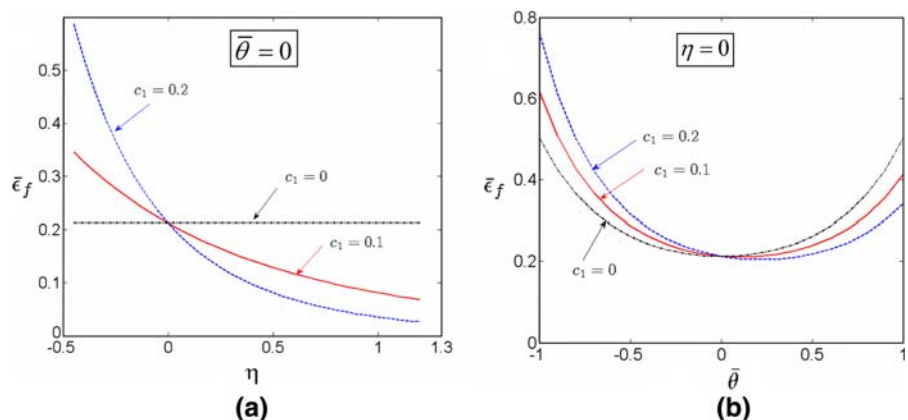 0.5
0.4
0.3
0.2
0.1
0
-0.5
0
0.5
1
1.3
ε̄_f
η
θ̄ = 0
c₁ = 0.2
c₁ = 0
c₁ = 0.1
(a)
0.8
0.6
0.4
0.2
0
-1
-0.5
0
0.5
1
ε̄_f
θ̄
η = 0
c₁ = 0.2
c₁ = 0.1
c₁ = 0
(b)